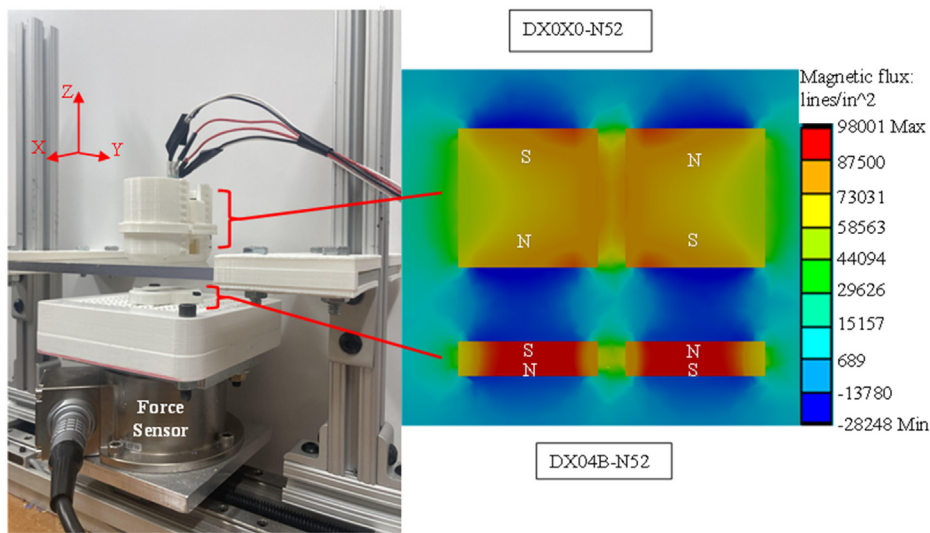 DX0X0-N52
Magnetic flux:
lines/in^2
Z
X
Y
Force
Sensor
S
N
N
S
S
N
N
S
98001 Max
87500
73031
58563
44094
29626
15157
689
-13780
-28248 Min
DX04B-N52